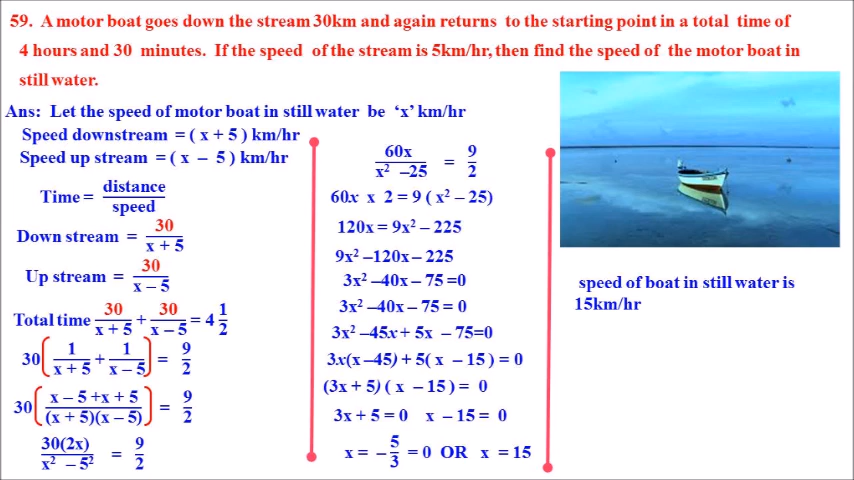 59. A motor boat goes down the stream 30km and again returns to the starting point in a total time of
4 hours and 30 minutes. If the speed of the stream is 5km/hr, then find the speed of the motor boat in
still water.
Ans: Let the speed of motor boat in still water be ‘x’ km/hr
Speed downstream = ( x + 5 ) km/hr
Speed up stream = ( x – 5 ) km/hr
Time = distance / speed
Down stream = 30 / x + 5
Up stream = 30 / x – 5
Total time 30 / x + 5 + 30 / x – 5 = 4 1/2
30 ( 1 / x + 5 + 1 / x – 5 ) = 9/2
30 ( x – 5 + x + 5 / (x + 5)(x – 5) ) = 9/2
30(2x) / x² – 5² = 9/2
60x / x² –25 = 9/2
60x x 2 = 9 ( x² – 25)
120x = 9x² – 225
9x² –120x – 225
3x² –40x – 75 =0
3x² –40x – 75 = 0
3x² –45x + 5x – 75=0
3x(x –45) + 5( x – 15 ) = 0
(3x + 5) ( x – 15 ) = 0
3x + 5 = 0 x – 15 = 0
x = – 5/3 = 0 OR x = 15
speed of boat in still water is
15km/hr